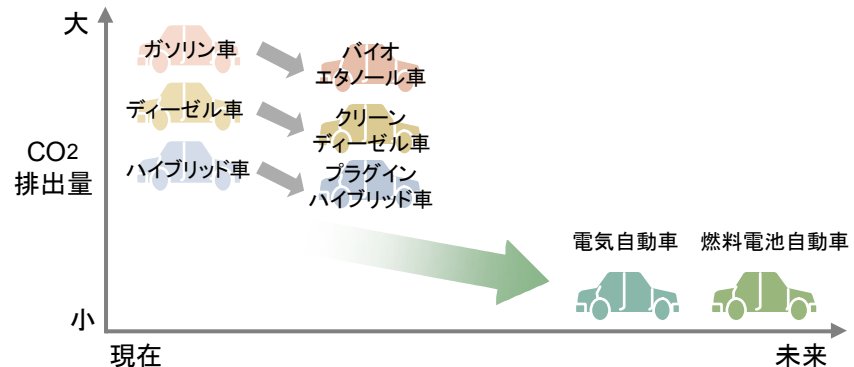 大
ガソリン車
バイオ
エタノール車
ディーゼル車
クリーン
ディーゼル車
CO2
排出量
ハイブリッド車
プラグイン
ハイブリッド車
電気自動車
燃料電池自動車
小
現在
未来